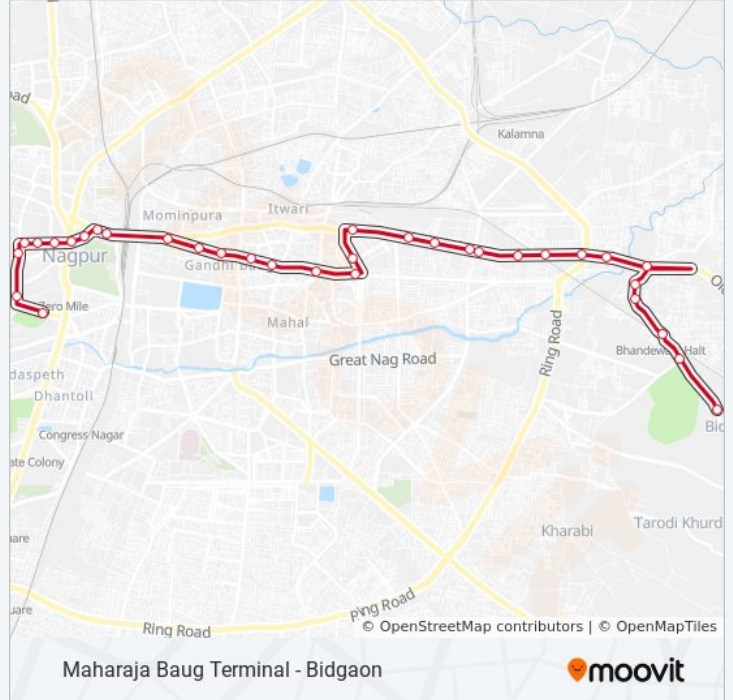 ad
Kalamna
Mominpura
Itwari
Nagpur
Gandhi Ba
Zero Mile
Mahal
Ring Road
Great Nag Road
Bhandewa Halt
daspeth
Dhantoli
Bid
Congress Nagar
ate Colony
Tarodi Khurd
Kharabi
are
uare
Ring Road
Ring Road
© OpenStreetMap contributors | © OpenMapTiles
Maharaja Baug Terminal - Bidgaon
moovit